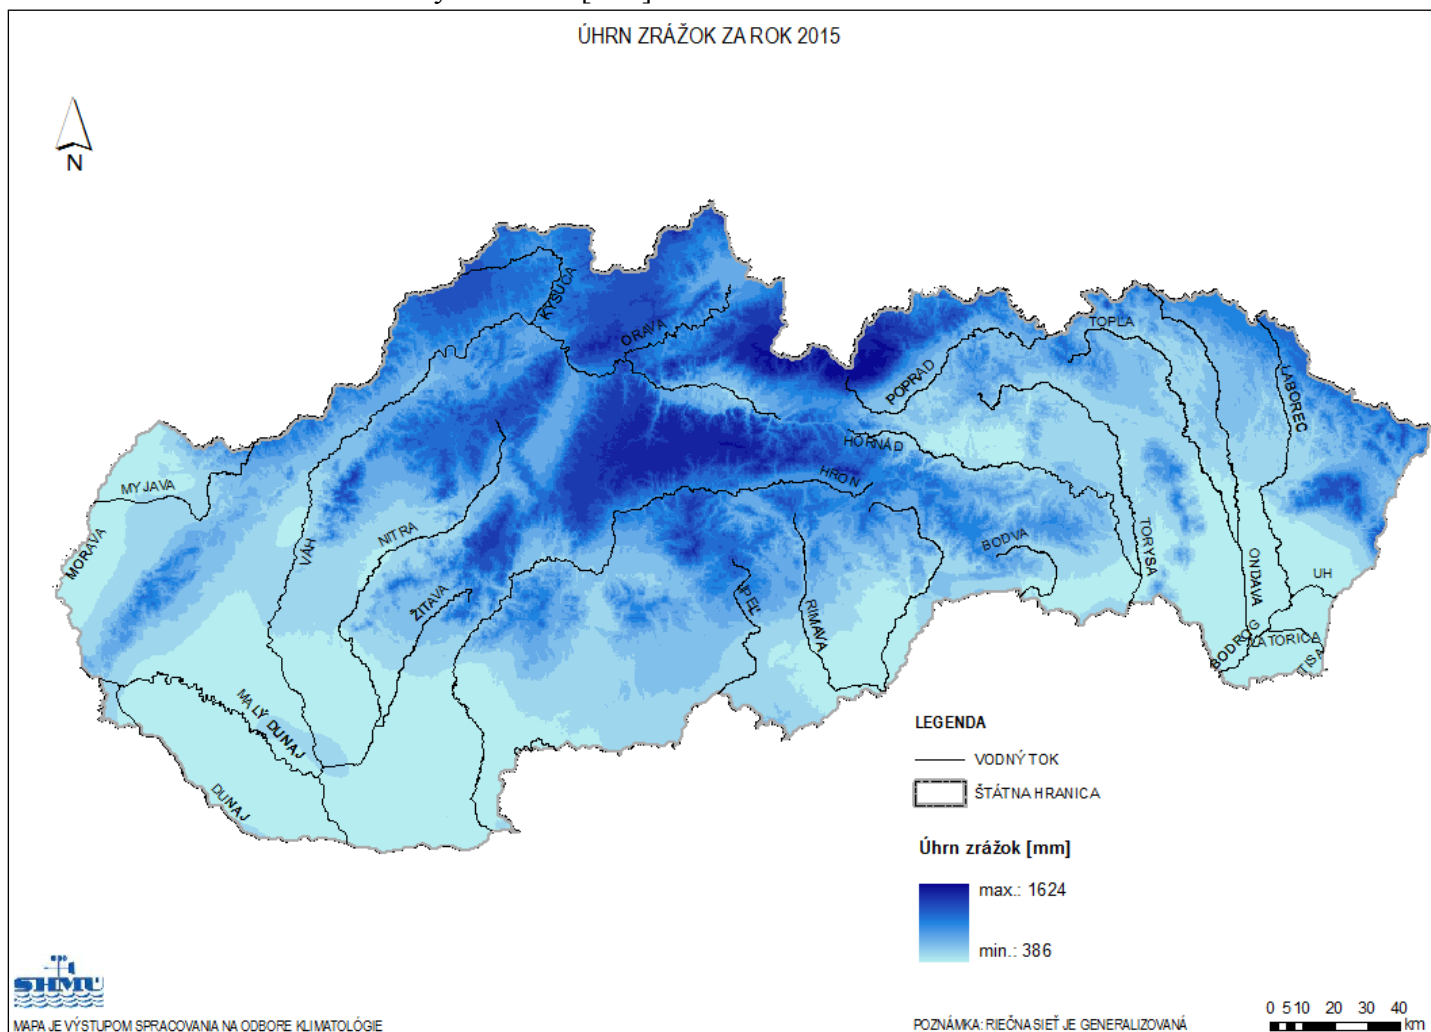 ÚHRN ZRÁŽOK ZA ROK 2015
N
KYSUCA
ORAVA
TOPĽA
POPRAD
LABOREC
HORNÁD
HRON
MYJAVA
MORAVA
VÁH
NITRA
ŽITAVA
IPEĽ
RIMAVA
BODVA
TORYSA
ONDAVA
UH
BODROG
LATORICA
TISA
MALÝ DUNAJ
DUNAJ
LEGENDA
VODNÝ TOK
ŠTÁTNA HRANICA
Úhrn zrážok [mm]
max.: 1624
min.: 386
SHMÚ
MAPA JE VÝSTUPOM SPRACOVANIA NA ODBORE KLIMATOLÓGIE
POZNÁMKA: RIEČNA SIEŤ JE GENERALIZOVANÁ
0 5 10 20 30 40
km